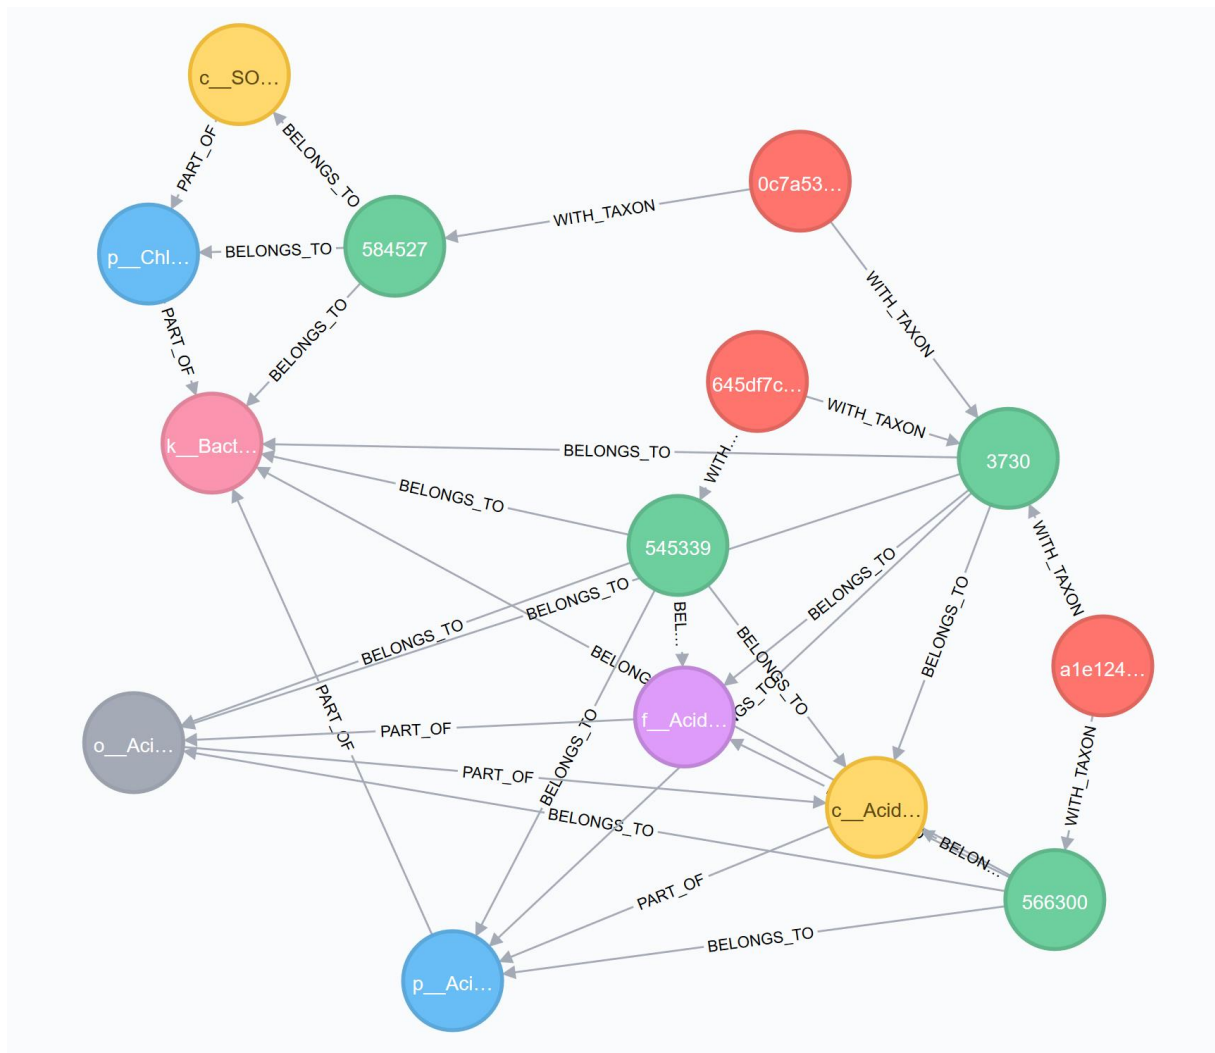 c__SO…
BELONGS_TO
PART_OF
0c7a53…
WITH_TAXON
584527
BELONGS_TO
p__Chl…
PART_OF
BELONGS_TO
WITH_TAXON
645df7c…
WITH_TAXON
k__Bact…
BELONGS_TO
WITH…
3730
BELONGS_TO
545339
WITH_TAXON
BELONGS_TO
BELONGS_TO
BEL…
BELONGS_TO
BELONGS_TO
BELONGS_TO
BELONG
a1e124…
NGS_TO
PART_OF
f__Acid…
PART_OF
o__Aci…
BELONGS_TO
PART_OF
WITH_TAXON
c__Acid…
BELONGS_TO
BELON…
PART_OF
566300
BELONGS_TO
p__Aci…